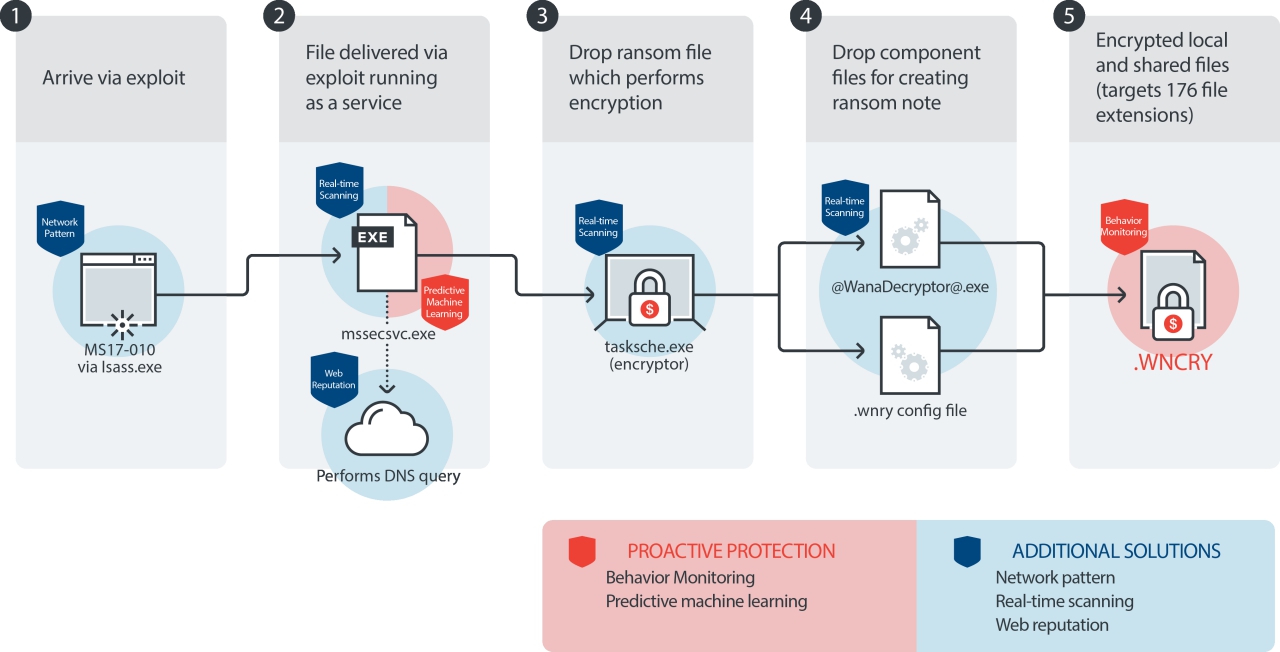 1
Arrive via exploit
Network
Pattern
MS17-010
via lsass.exe
2
File delivered via
exploit running
as a service
Real-time
Scanning
EXE
Predictive
Machine
Learning
mssecsvc.exe
Web
Reputation
Performs DNS query
3
Drop ransom file
which performs
encryption
Real-time
Scanning
$
tasksche.exe
(encryptor)
4
Drop component
files for creating
ransom note
Real-time
Scanning
@WanaDecryptor@.exe
.wnry config file
5
Encrypted local
and shared files
(targets 176 file
extensions)
Behavior
Monitoring
$
.WNCRY
PROACTIVE PROTECTION
Behavior Monitoring
Predictive machine learning
ADDITIONAL SOLUTIONS
Network pattern
Real-time scanning
Web reputation